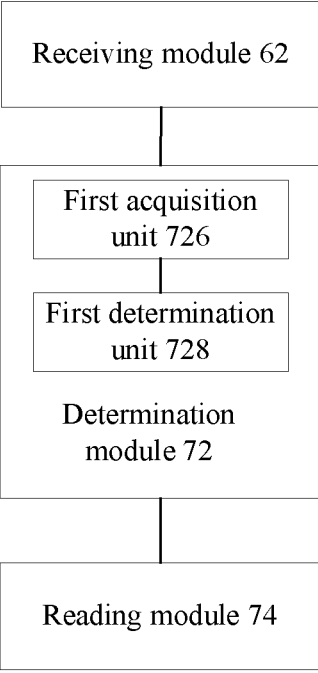 Receiving module 62
First acquisition
unit 726
First determination
unit 728
Determination
module 72
Reading module 74